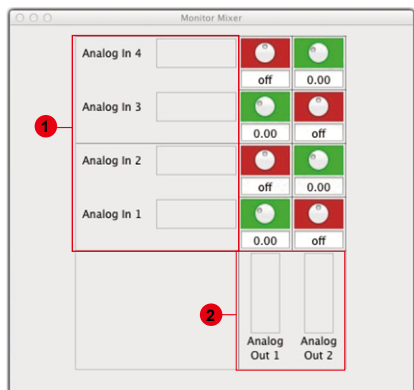 Monitor Mixer
Analog In 4
off 0.00
Analog In 3
0.00 off
1
Analog In 2
off 0.00
Analog In 1
0.00 off
2
Analog Out 1
Analog Out 2